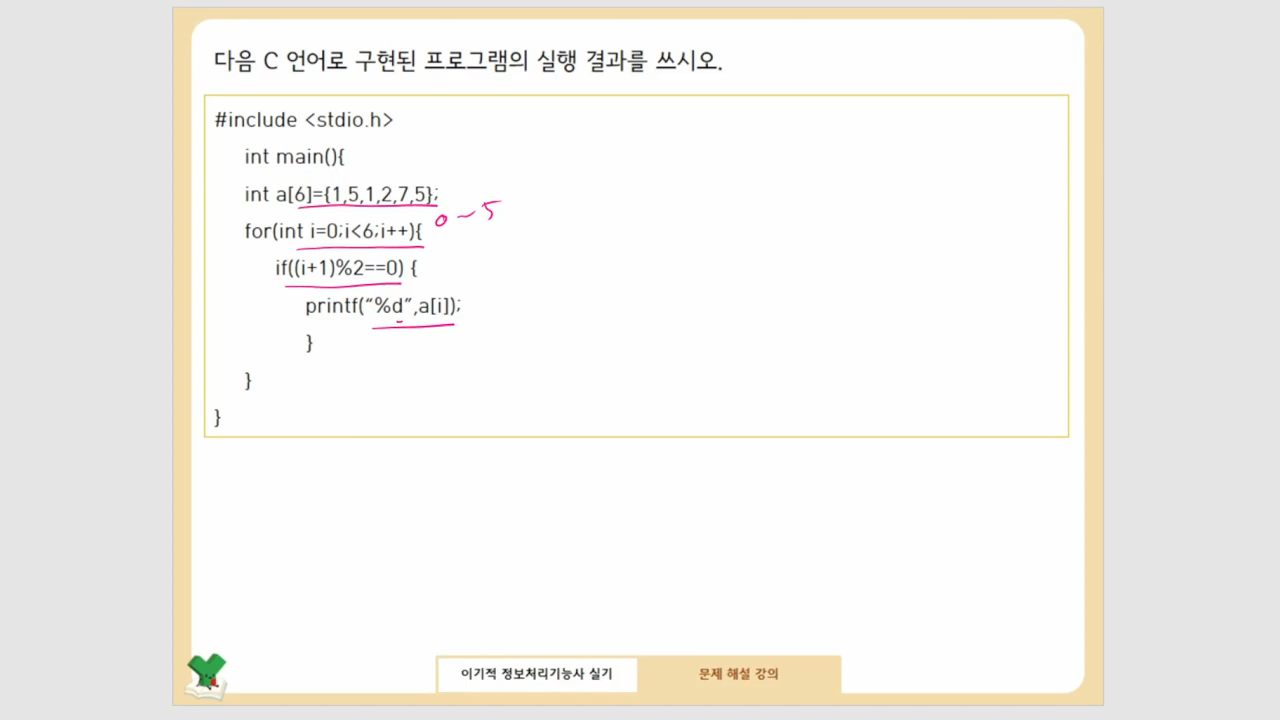 다음 C 언어로 구현된 프로그램의 실행 결과를 쓰시오.
#include <stdio.h>
int main(){
int a[6]={1,5,1,2,7,5};
0~5
for(int i=0;i<6;i++){
if((i+1)%2==0) {
printf(“%d”,a[i]);
}
}
}
이기적 정보처리기능사 실기
문제 해설 강의